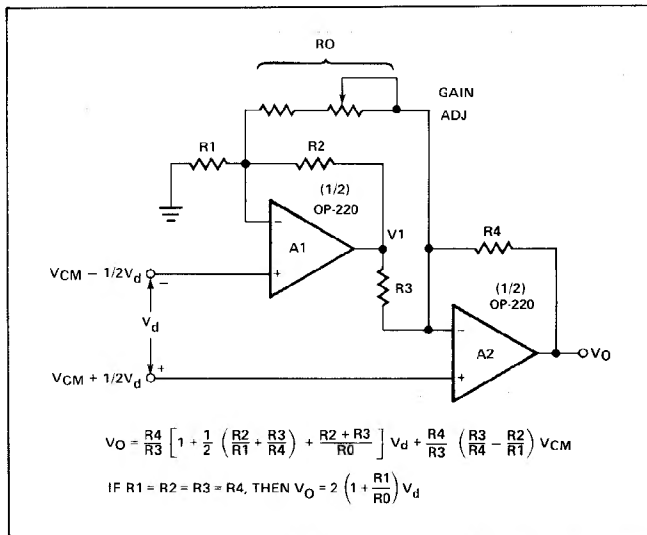 RO
GAIN
ADJ
R1
R2
(1/2)
OP-220
V1
R4
A1
R3
(1/2)
OP-220
VCM − 1/2Vd
−
+
−
Vd
A2
VO
+
VCM + 1/2Vd
+
VO = R4/R3 [1 + 1/2 (R2/R1 + R3/R4) + R2 + R3/R0] Vd + R4/R3 (R3/R4 − R2/R1) VCM
IF R1 = R2 = R3 = R4, THEN VO = 2 (1 + R1/R0) Vd